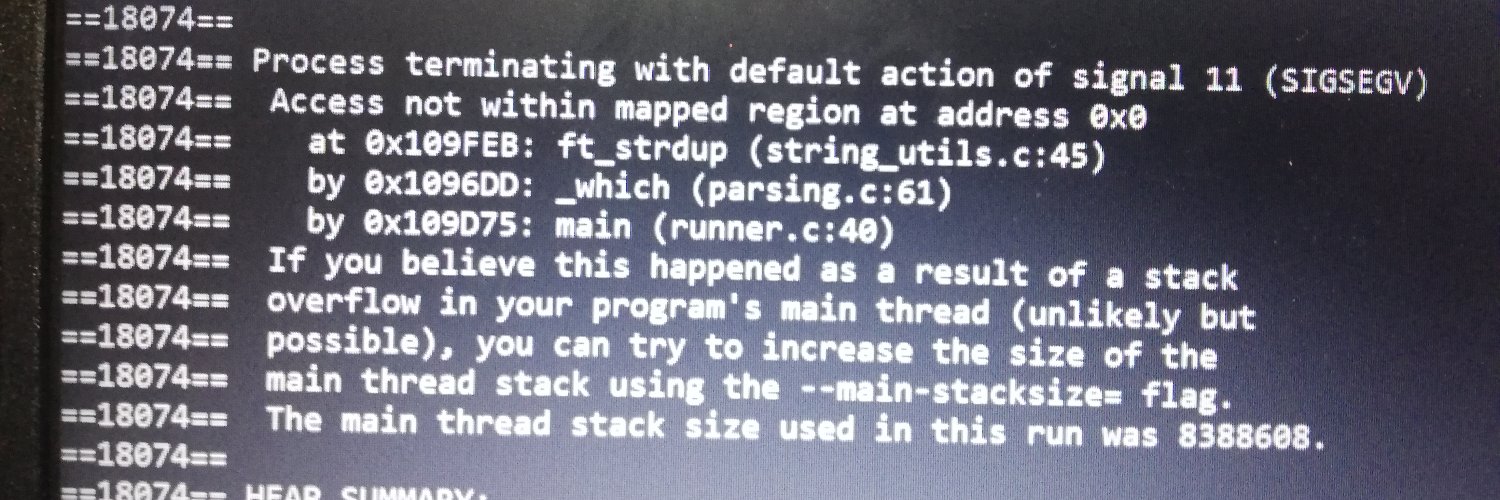 ==18074==
==18074== Process terminating with default action of signal 11 (SIGSEGV)
==18074==  Access not within mapped region at address 0x0
==18074==    at 0x109FEB: ft_strdup (string_utils.c:45)
==18074==    by 0x1096DD: _which (parsing.c:61)
==18074==    by 0x109D75: main (runner.c:40)
==18074==  If you believe this happened as a result of a stack
==18074==  overflow in your program's main thread (unlikely but
==18074==  possible), you can try to increase the size of the
==18074==  main thread stack using the --main-stacksize= flag.
==18074==  The main thread stack size used in this run was 8388608.
==18074==
==18074== HEAP SUMMARY: